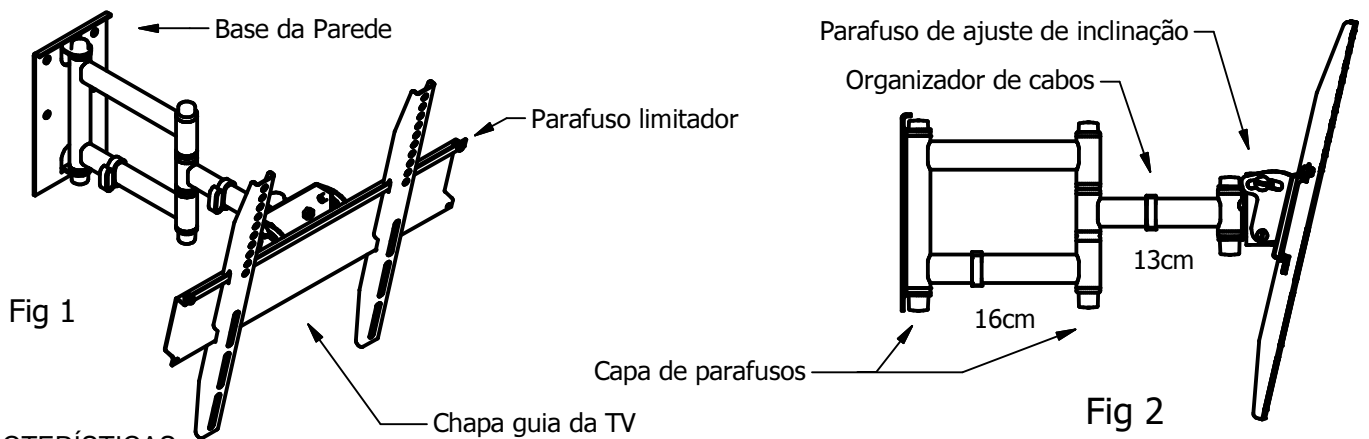 Base da Parede
Parafuso limitador
Fig 1
Chapa guia da TV
Parafuso de ajuste de inclinação
Organizador de cabos
13cm
16cm
Capa de parafusos
Fig 2